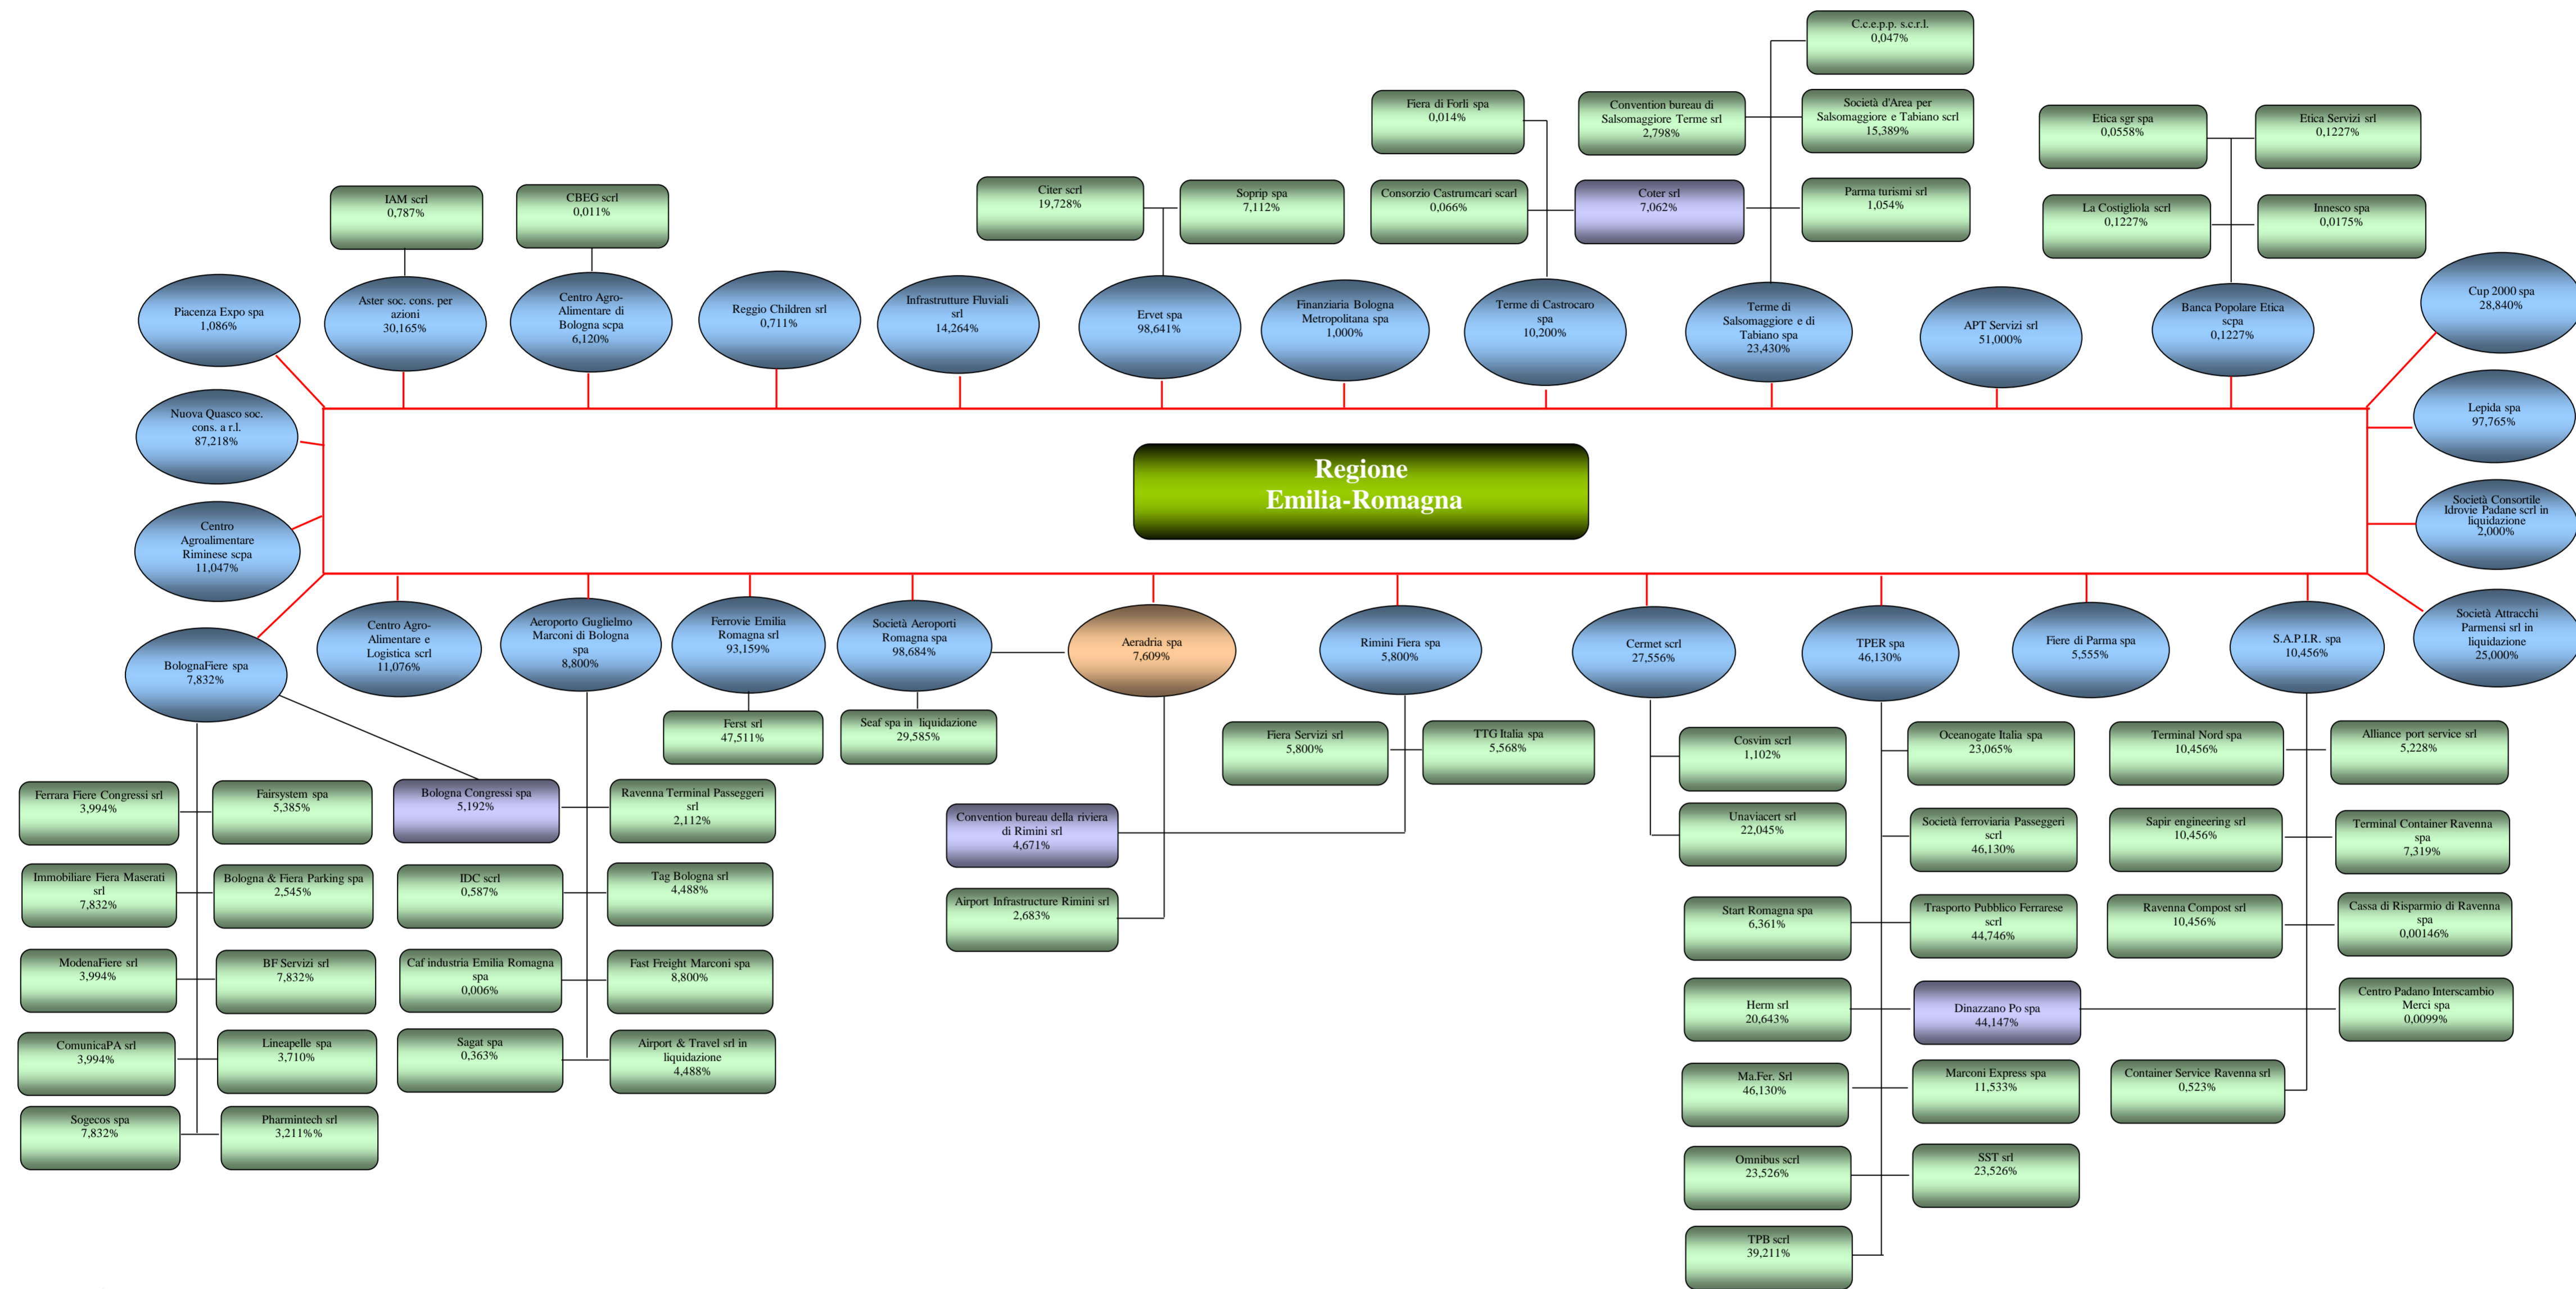 C.c.e.p.p. s.c.r.l.
0,047%
Fiera di Forlì spa
0,014%
Convention bureau di
Salsomaggiore Terme srl
2,798%
Società d'Area per
Salsomaggiore e Tabiano scrl
15,389%
Etica sgr spa
0,0558%
Etica Servizi srl
0,1227%
IAM scrl
0,787%
CBEG scrl
0,011%
Citer scrl
19,728%
Soprip spa
7,112%
Consorzio Castrumcari scarl
0,066%
Coter srl
7,062%
Parma turismi srl
1,054%
La Costigliola scrl
0,1227%
Innesco spa
0,0175%
Piacenza Expo spa
1,086%
Aster soc. cons. per
azioni
30,165%
Centro Agro-
Alimentare di
Bologna scpa
6,120%
Reggio Children srl
0,711%
Infrastrutture Fluviali
srl
14,264%
Ervet spa
98,641%
Finanziaria Bologna
Metropolitana spa
1,000%
Terme di Castrocaro
spa
10,200%
Terme di
Salsomaggiore e di
Tabiano spa
23,430%
APT Servizi srl
51,000%
Banca Popolare Etica
scpa
0,1227%
Cup 2000 spa
28,840%
Nuova Quasco soc.
cons. a r.l.
87,218%
Lepida spa
97,765%
Regione
Emilia-Romagna
Centro
Agroalimentare
Riminese scpa
11,047%
Società Consortile
Idrovie Padane scrl in
liquidazione
2,000%
BolognaFiere spa
7,832%
Centro Agro-
Alimentare e
Logistica scrl
11,076%
Aeroporto Guglielmo
Marconi di Bologna
spa
8,800%
Ferrovie Emilia
Romagna srl
93,159%
Società Aeroporti
Romagna spa
98,684%
Aeradria spa
7,609%
Rimini Fiera spa
5,800%
Cermet scrl
27,556%
TPER spa
46,130%
Fiere di Parma spa
5,555%
S.A.P.I.R. spa
10,456%
Società Attracchi
Parmensi srl in
liquidazione
25,000%
Ferst srl
47,511%
Seaf spa in liquidazione
29,585%
Fiera Servizi srl
5,800%
TTG Italia spa
5,568%
Cosvim scrl
1,102%
Oceanogate Italia spa
23,065%
Terminal Nord spa
10,456%
Alliance port service srl
5,228%
Ferrara Fiere Congressi srl
3,994%
Fairsystem spa
5,385%
Bologna Congressi spa
5,192%
Ravenna Terminal Passeggeri
srl
2,112%
Convention bureau della riviera
di Rimini srl
4,671%
Unaviacert srl
22,045%
Società ferroviaria Passeggeri
scrl
46,130%
Sapir engineering srl
10,456%
Terminal Container Ravenna
spa
7,319%
Immobiliare Fiera Maserati
srl
7,832%
Bologna & Fiera Parking spa
2,545%
IDC scrl
0,587%
Tag Bologna srl
4,488%
Airport Infrastructure Rimini srl
2,683%
Start Romagna spa
6,361%
Trasporto Pubblico Ferrarese
scrl
44,746%
Ravenna Compost srl
10,456%
Cassa di Risparmio di Ravenna
spa
0,00146%
ModenaFiere srl
3,994%
BF Servizi srl
7,832%
Caf industria Emilia Romagna
spa
0,006%
Fast Freight Marconi spa
8,800%
Herm srl
20,643%
Dinazzano Po spa
44,147%
Centro Padano Interscambio
Merci spa
0,0099%
ComunicaPA srl
3,994%
Lineapelle spa
3,710%
Sagat spa
0,363%
Airport & Travel srl in
liquidazione
4,488%
Ma.Fer. Srl
46,130%
Marconi Express spa
11,533%
Container Service Ravenna srl
0,523%
Sogecos spa
7,832%
Pharmintech srl
3,211%%
Omnibus scrl
23,526%
SST srl
23,526%
TPB scrl
39,211%